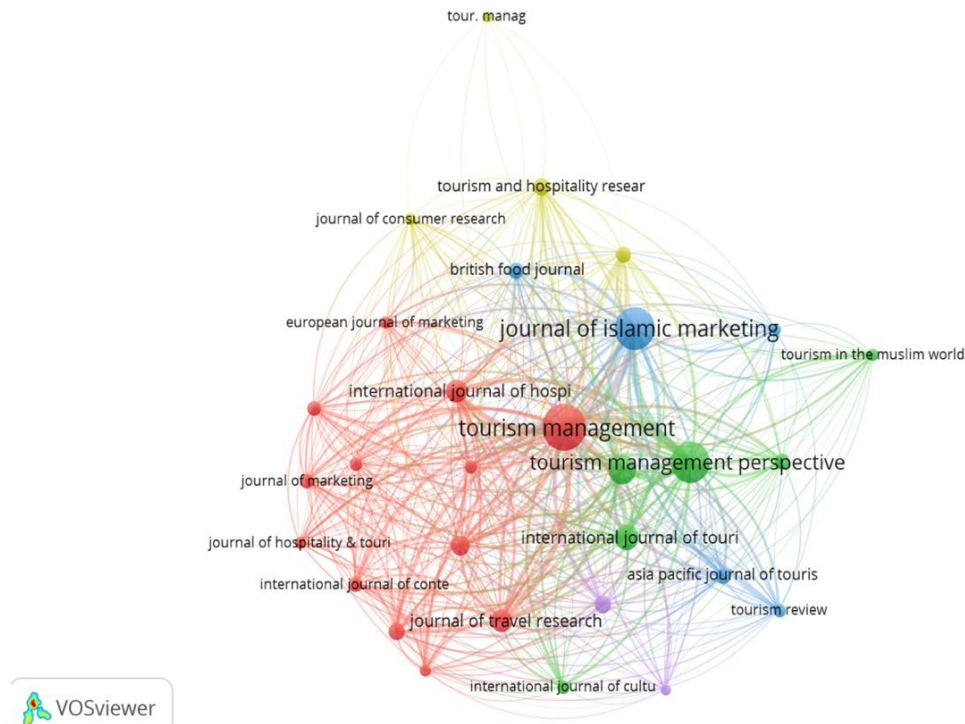 tour. manag
tourism and hospitality resear
journal of consumer research
british food journal
european journal of marketing
journal of islamic marketing
tourism in the muslim world
international journal of hospi
tourism management
tourism management perspective
journal of marketing
international journal of touri
journal of hospitality & touri
asia pacific journal of touris
international journal of conte
tourism review
journal of travel research
international journal of cultu
VOSviewer